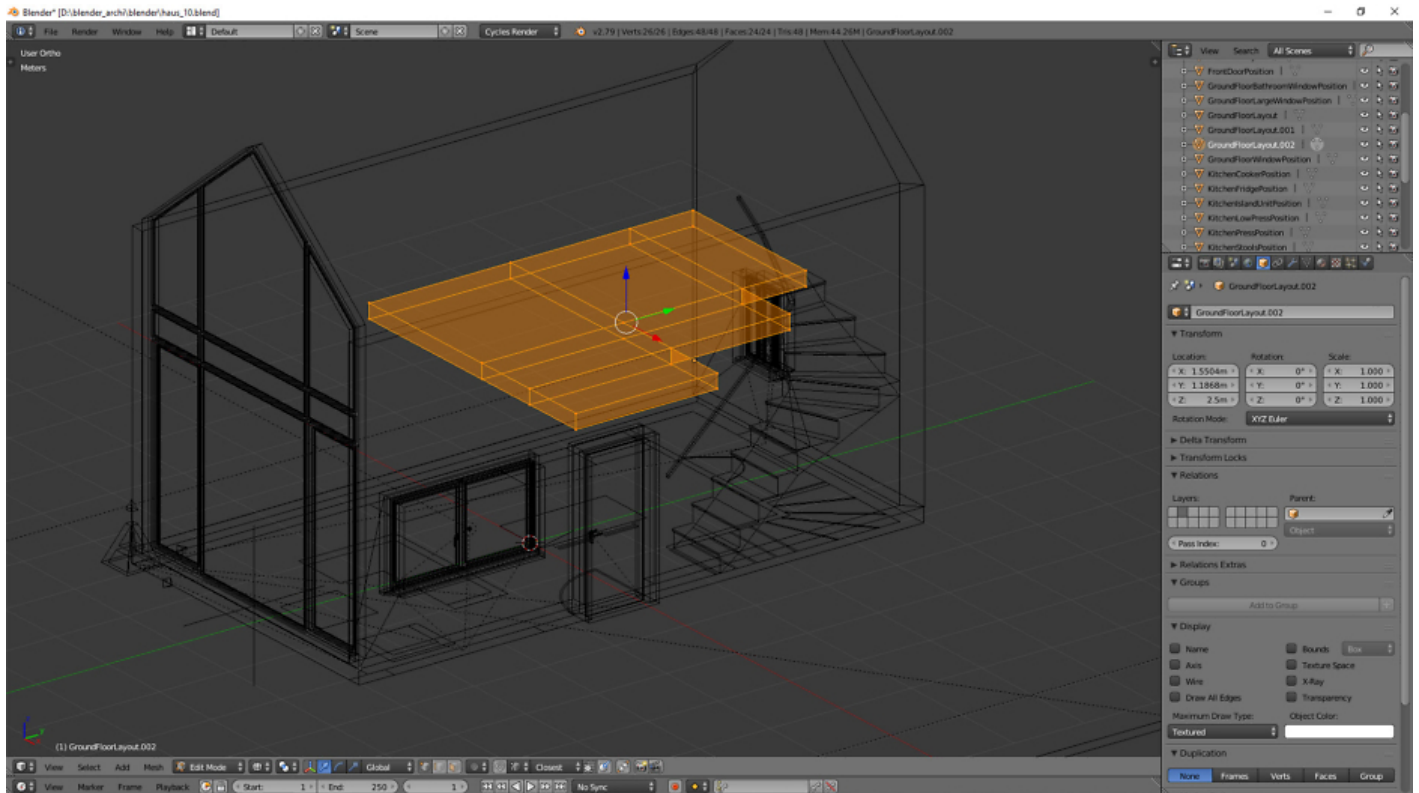 Blender* [D:\blender_archi\blender\haus_10.blend]
File Render Window Help Default Scene Cycles Render v2.79 | Verts:26/26 | Edges:48/48 | Faces:24/24 | Tris:48 | Mem:44.26M | GroundFloorLayout.002
User Ortho
Meters
(1) GroundFloorLayout.002
View Select Add Mesh Edit Mode Global Closest
View Marker Frame Playback Start: 1 End: 250 1 No Sync
View Search All Scenes
FrontDoorPosition
GroundFloorBathroomWindowPosition
GroundFloorLargeWindowPosition
GroundFloorLayout
GroundFloorLayout.001
GroundFloorLayout.002
GroundFloorWindowPosition
KitchenCookerPosition
KitchenFridgePosition
KitchenIslandUnitPosition
KitchenLowPressPosition
KitchenPressPosition
KitchenStoolsPosition
GroundFloorLayout.002
GroundFloorLayout.002
Transform
Location: Rotation: Scale:
X: 1.5504m X: 0° X: 1.000
Y: 1.1868m Y: 0° Y: 1.000
Z: 2.5m Z: 0° Z: 1.000
Rotation Mode: XYZ Euler
Delta Transform
Transform Locks
Relations
Layers: Parent:
Object
Pass Index: 0
Relations Extras
Groups
Add to Group
Display
Name Bounds Box
Axis Texture Space
Wire X-Ray
Draw All Edges Transparency
Maximum Draw Type: Object Color:
Textured
Duplication
None Frames Verts Faces Group